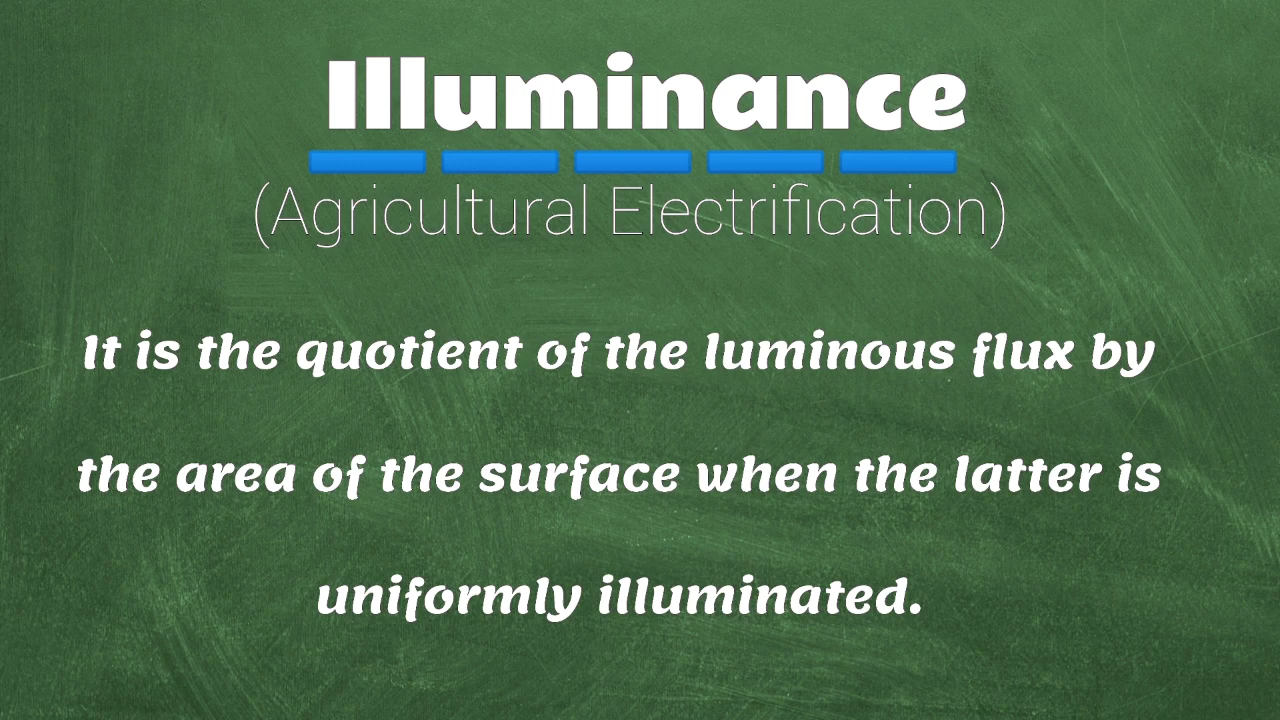 Illuminance
(Agricultural Electrification)
It is the quotient of the luminous flux by
the area of the surface when the latter is
uniformly illuminated.